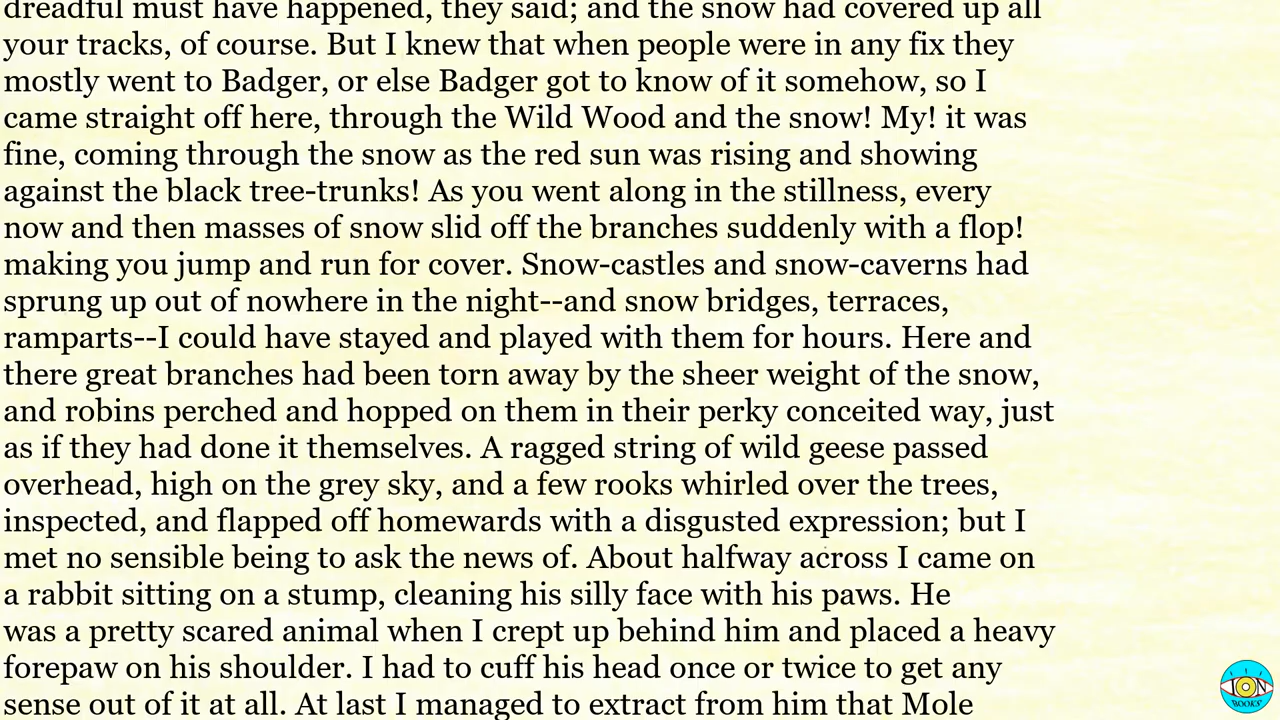 dreadful must have happened, they said; and the snow had covered up all
your tracks, of course. But I knew that when people were in any fix they
mostly went to Badger, or else Badger got to know of it somehow, so I
came straight off here, through the Wild Wood and the snow! My! it was
fine, coming through the snow as the red sun was rising and showing
against the black tree-trunks! As you went along in the stillness, every
now and then masses of snow slid off the branches suddenly with a flop!
making you jump and run for cover. Snow-castles and snow-caverns had
sprung up out of nowhere in the night--and snow bridges, terraces,
ramparts--I could have stayed and played with them for hours. Here and
there great branches had been torn away by the sheer weight of the snow,
and robins perched and hopped on them in their perky conceited way, just
as if they had done it themselves. A ragged string of wild geese passed
overhead, high on the grey sky, and a few rooks whirled over the trees,
inspected, and flapped off homewards with a disgusted expression; but I
met no sensible being to ask the news of. About halfway across I came on
a rabbit sitting on a stump, cleaning his silly face with his paws. He
was a pretty scared animal when I crept up behind him and placed a heavy
forepaw on his shoulder. I had to cuff his head once or twice to get any
sense out of it at all. At last I managed to extract from him that Mole
ION
BOOKS